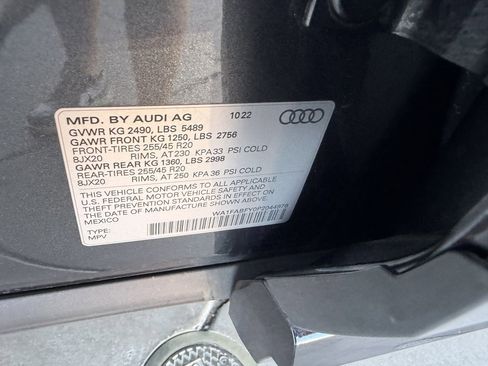 MFD. BY AUDI AG 10 22
GVWR KG 2490, LBS 5489
GAWR FRONT KG 1250, LBS 2756
FRONT-TIRES 255/45 R20
8JX20 RIMS, AT 230 KPA 33 PSI COLD
GAWR REAR KG 1360, LBS 2998
REAR-TIRES 255/45 R20
8JX20 RIMS, AT 250 KPA 36 PSI COLD
THIS VEHICLE CONFORMS TO ALL APPLICABLE
U.S. FEDERAL MOTOR VEHICLE SAFETY AND
THEFT PREVENTION STANDARDS IN EFFECT ON
THE DATE OF MANUFACTURE SHOWN ABOVE.
MEXICO
TYPE:
MPV